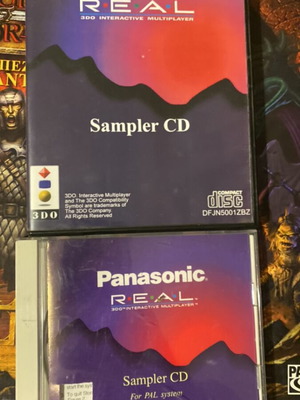 R·E·A·L
3DO INTERACTIVE MULTIPLAYER
Sampler CD
3DO
3DO, Interactive Multiplayer
and The 3DO Compatibility
Symbol are trademarks of
The 3DO Company
All Rights Reserved
COMPACT
disc
DFJN5001ZBZ
Panasonic
R·E·A·L
3DO INTERACTIVE MULTIPLAYER
Sampler CD
For PAL system